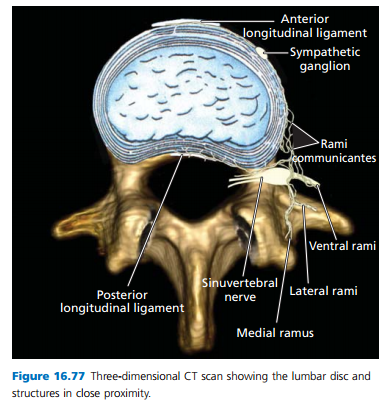 Anterior
longitudinal ligament
Sympathetic
ganglion
Rami
communicantes
Ventral rami
Sinuvertebral
nerve
Lateral rami
Posterior
longitudinal ligament
Medial ramus
Figure 16.77 Three-dimensional CT scan showing the lumbar disc and
structures in close proximity.